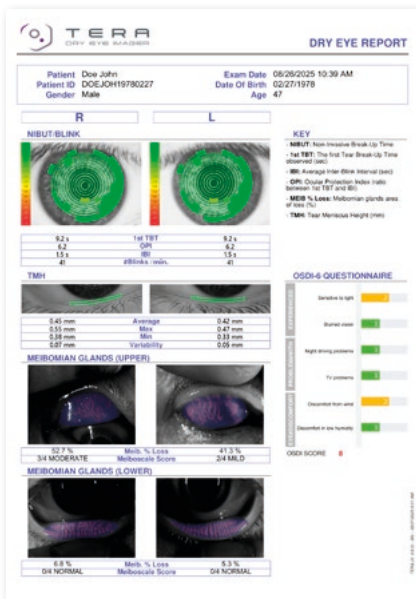 TERA
DRY EYE IMAGER
DRY EYE REPORT
Patient Doe John
Patient ID DOEJOH19780227
Gender Male
Exam Date 08/26/2025 10:39 AM
Date Of Birth 02/27/1978
Age 47
R L
NIBUT/BLINK
9.2 s 1st TBT 9.2 s
6.2 OPI 6.2
1.5 s IBI 1.5 s
41 #Blinks / min. 41
TMH
0.45 mm Average 0.42 mm
0.55 mm Max 0.47 mm
0.38 mm Min 0.33 mm
0.07 mm Variability 0.05 mm
MEIBOMIAN GLANDS (UPPER)
52.7 % Meib. % Loss 41.3 %
3/4 MODERATE Meiboscale Score 2/4 MILD
MEIBOMIAN GLANDS (LOWER)
6.8 % Meib. % Loss 5.3 %
0/4 NORMAL Meiboscale Score 0/4 NORMAL
KEY
- NIBUT: Non-Invasive Break-Up Time
- 1st TBT: The first Tear Break-Up Time
observed (sec)
- IBI: Average Inter-Blink Interval (sec)
- OPI: Ocular Protection Index (ratio
between 1st TBT and IBI)
- MEIB % Loss: Meibomian glands area
of loss (%)
- TMH: Tear Meniscus Height (mm)
OSDI-6 QUESTIONNAIRE
Sensitive to light 2
Blurred vision 1
Night driving problems 1
TV problems 1
Discomfort from wind 2
Discomfort in low humidity 1
OSDI SCORE 8